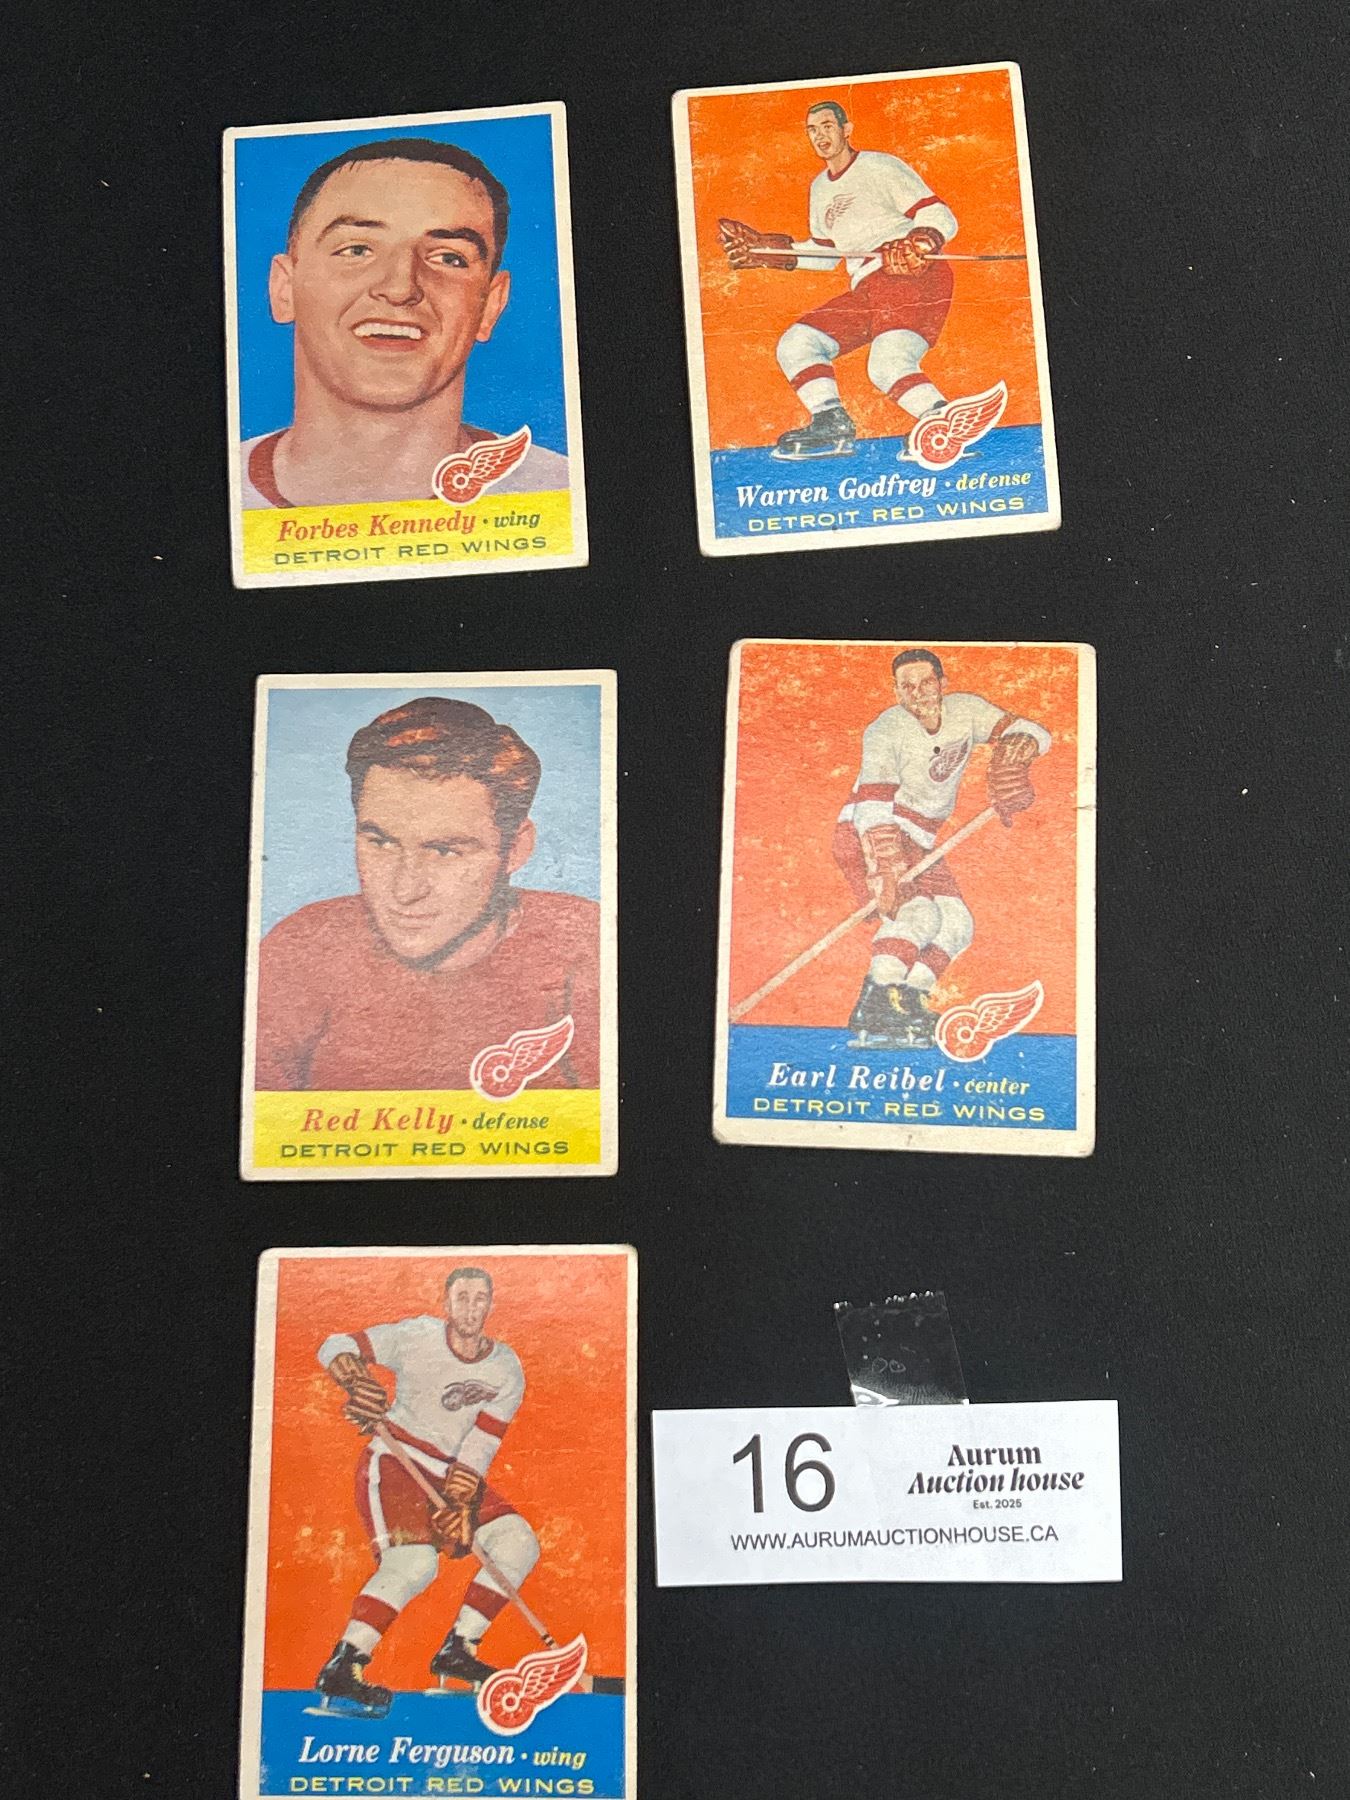 Forbes Kennedy • wing
DETROIT RED WINGS
Warren Godfrey • defense
DETROIT RED WINGS
Red Kelly • defense
DETROIT RED WINGS
Earl Reibel • center
DETROIT RED WINGS
Lorne Ferguson • wing
DETROIT RED WINGS
16
Aurum
Auction house
Est. 2025
WWW.AURUMAUCTIONHOUSE.CA